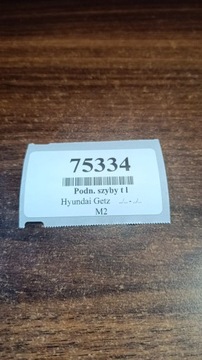 75334
Podn. szyby t l
Hyundai Getz
M2